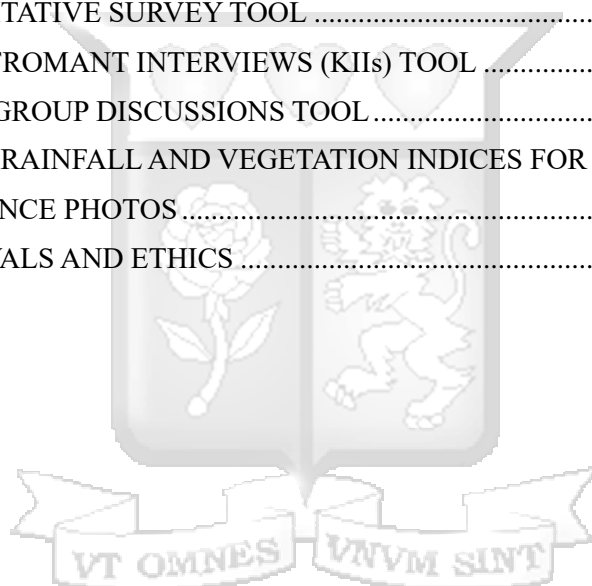 TATIVE SURVEY TOOL ........................................
FROMANT INTERVIEWS (KIIs) TOOL ................
GROUP DISCUSSIONS TOOL ................................
RAINFALL AND VEGETATION INDICES FOR
NCE PHOTOS .........................................................
VALS AND ETHICS .................................................
VT OMNES VNVM SINT